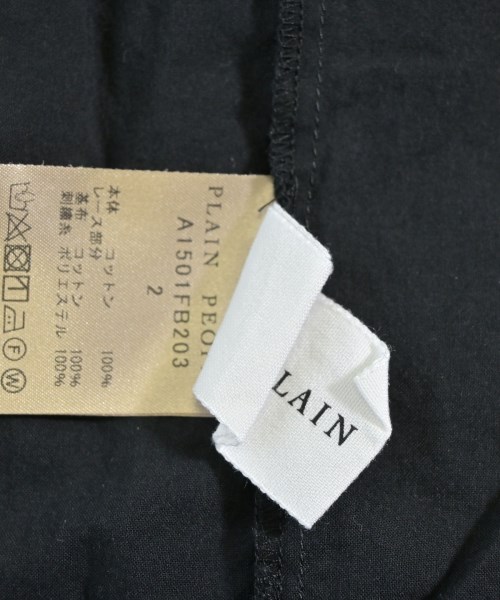 PLAIN PEOP
A1501FB203
2
本体 コットン 100%
レース部分
基布 コットン 100%
刺繍糸 ポリエステル 100%
F W
LAIN